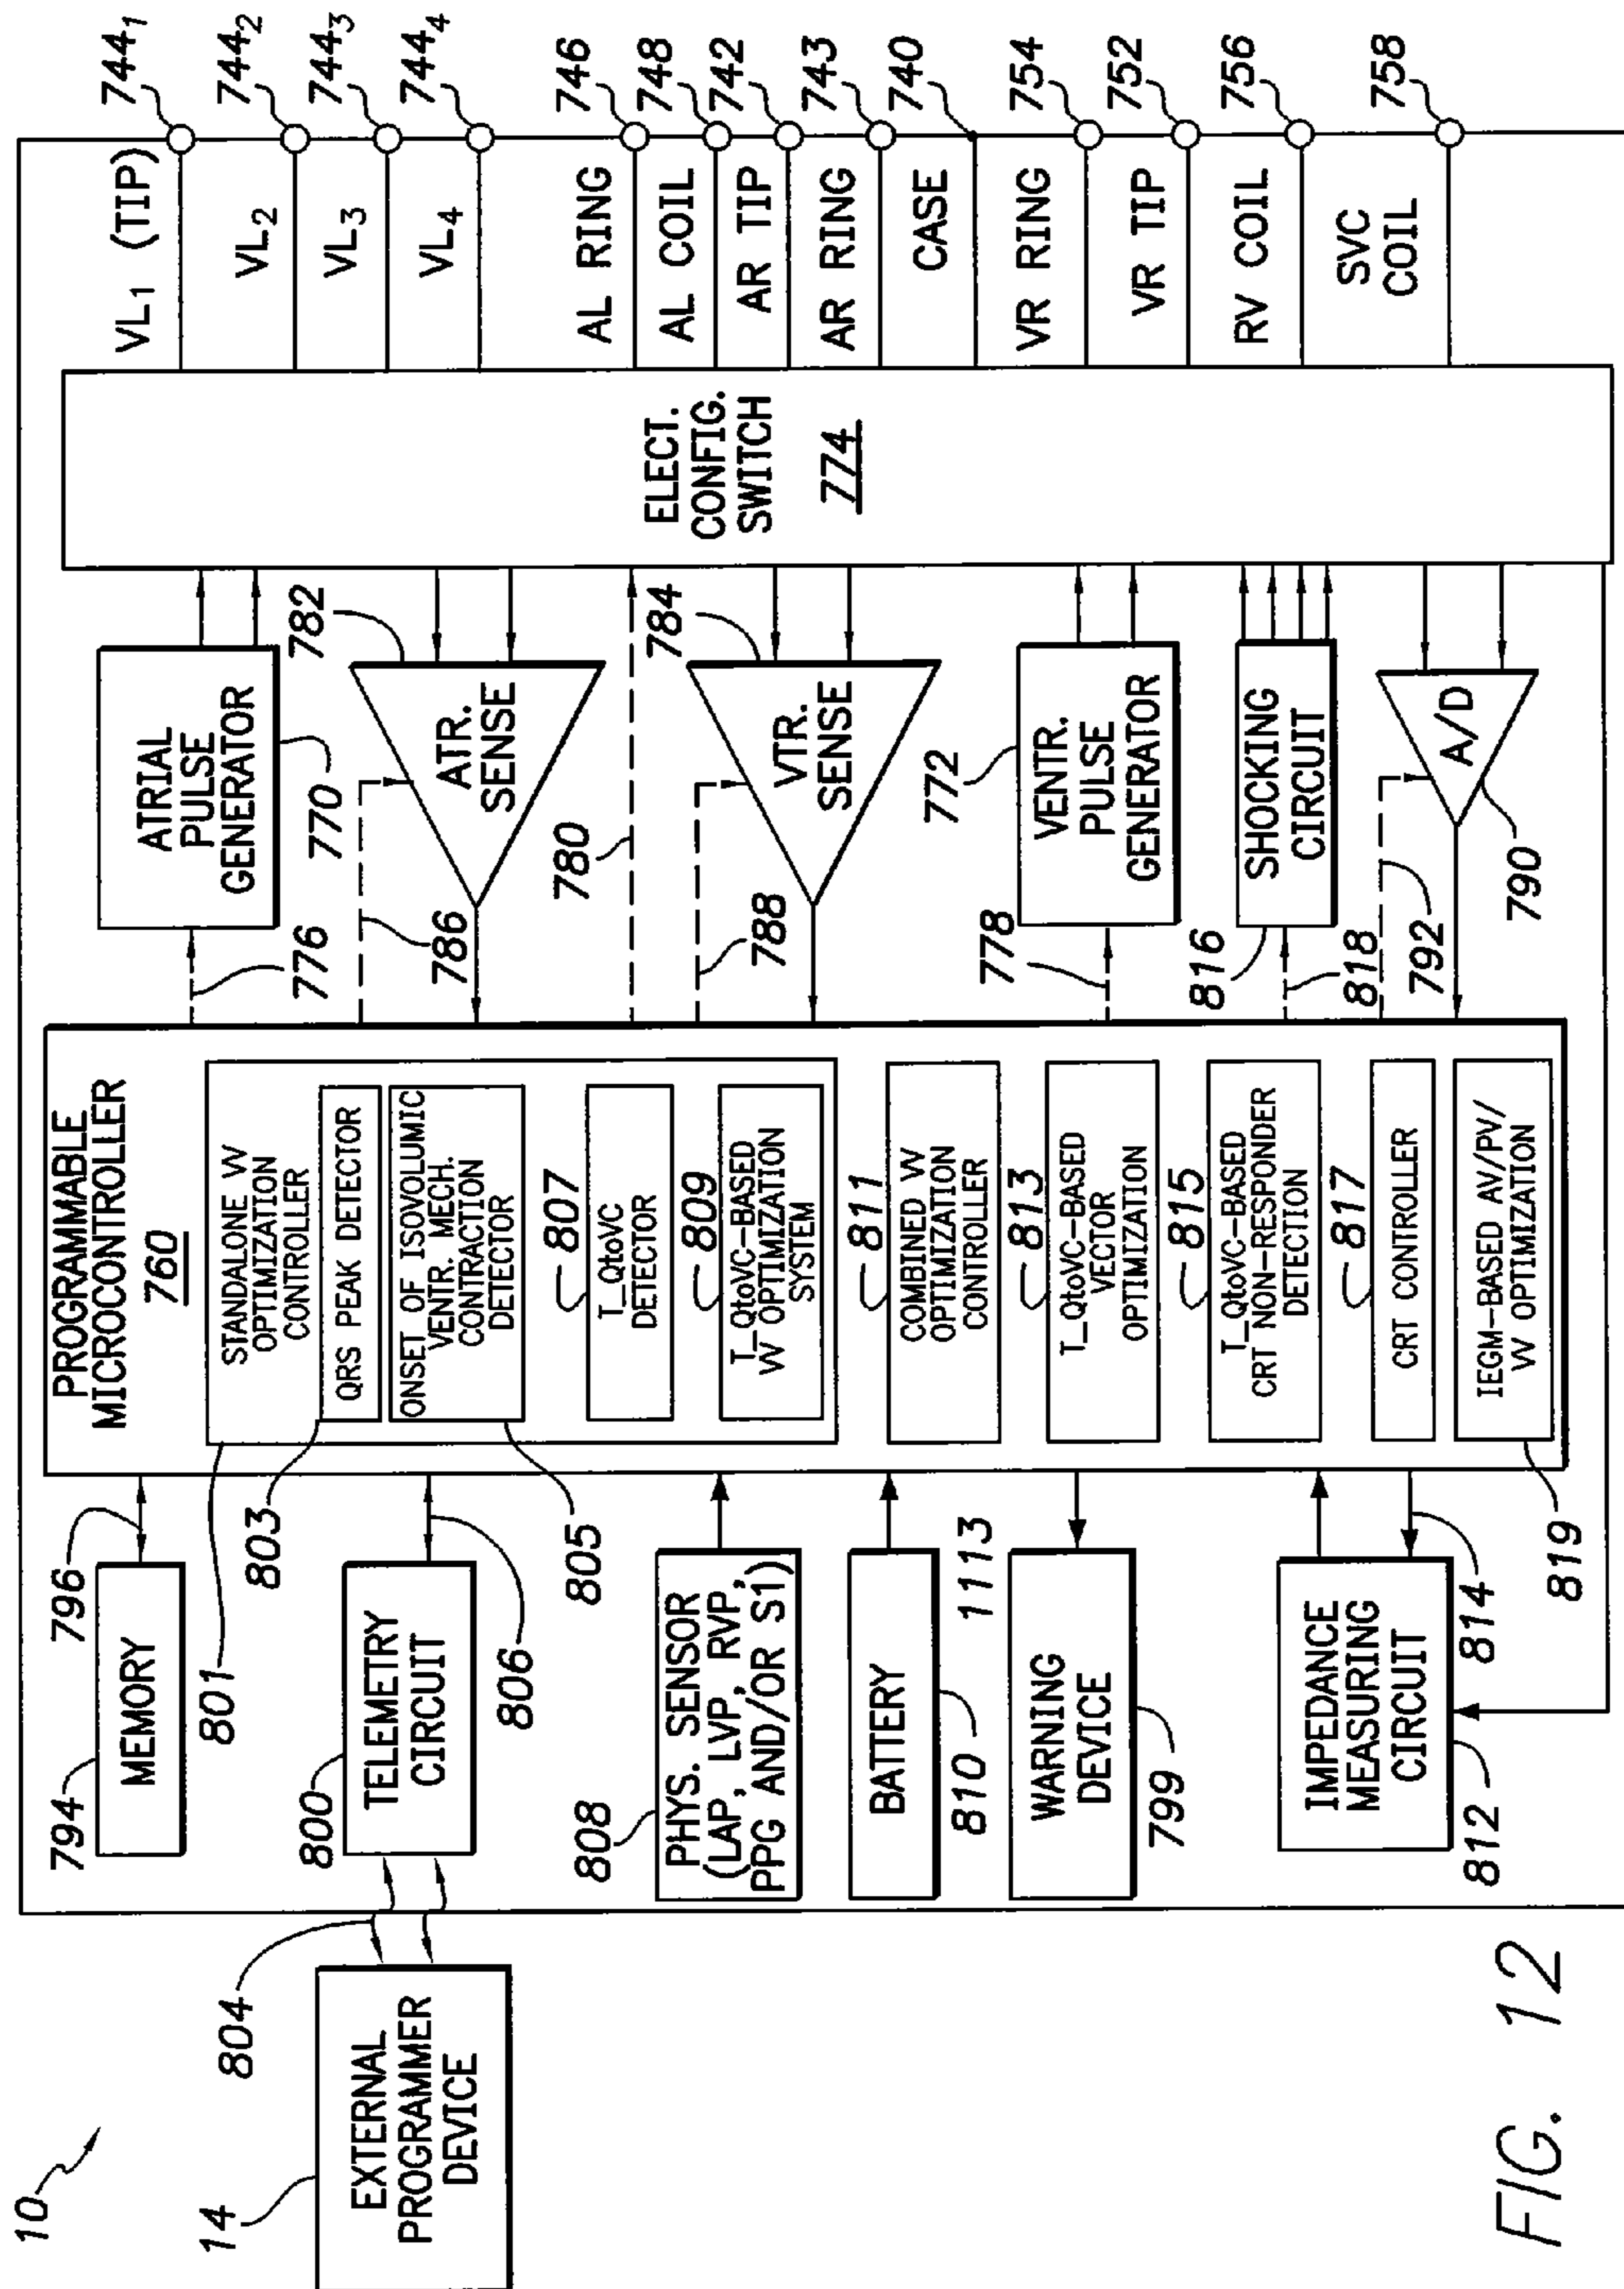 10
14
EXTERNAL
PROGRAMMER
DEVICE
804
794
MEMORY
796
800
TELEMETRY
CIRCUIT
806
808
PHYS. SENSOR
(LAP, LVP, RVP,
PPG AND/OR S1)
BATTERY
810
1113
WARNING
DEVICE
799
IMPEDANCE
MEASURING
CIRCUIT
812
814
PROGRAMMABLE
MICROCONTROLLER
760
801
STANDALONE VV
OPTIMIZATION
CONTROLLER
803
QRS PEAK DETECTOR
ONSET OF ISOVOLUMIC
VENTR. MECH.
CONTRACTION
DETECTOR
805
807
T_QtoVC
DETECTOR
809
T_QtoVC-BASED
VV OPTIMIZATION
SYSTEM
811
COMBINED VV
OPTIMIZATION
CONTROLLER
813
T_QtoVC-BASED
VECTOR
OPTIMIZATION
815
T_QtoVC-BASED
CRT NON-RESPONDER
DETECTION
817
CRT CONTROLLER
IEGM-BASED AV/PV/
VV OPTIMIZATION
819
776
ATRIAL
PULSE
GENERATOR
770
786
ATR.
SENSE
782
780
788
VTR.
SENSE
784
778
VENTR.
PULSE
GENERATOR
772
816
SHOCKING
CIRCUIT
818
792
A/D
790
ELECT.
CONFIG.
SWITCH
774
VL1 (TIP)
7441
VL2
7442
VL3
7443
VL4
7444
AL RING
746
AL COIL
748
AR TIP
742
AR RING
743
CASE
740
VR RING
754
VR TIP
752
RV COIL
756
SVC
COIL
758
FIG. 12